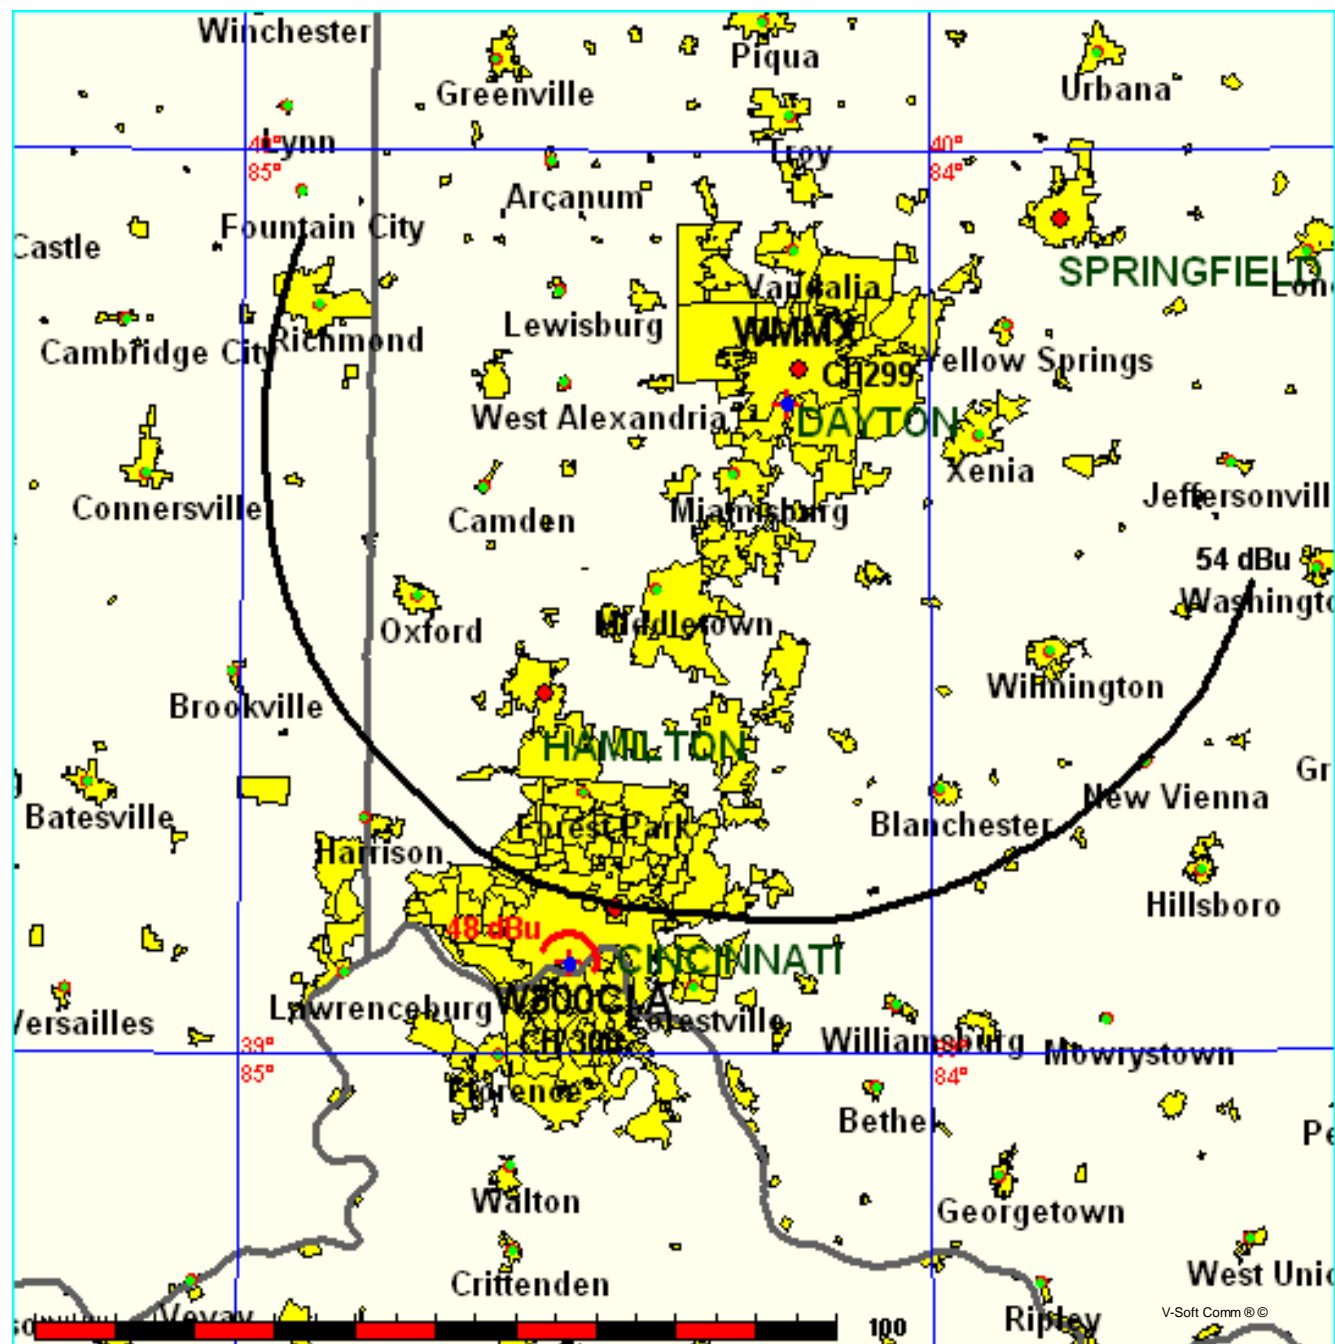 Winchester
Piqua
Greenville
Urbana
Lynn
40°
85°
Troy
40°
84°
Arcanum
Fountain City
Castle
SPRINGFIELD
Vandalia
Lewisburg
WMMX
Cambridge City
Richmond
Yellow Springs
CH299
West Alexandria
DAYTON
Xenia
Jeffersonvill
Connersville
Camden
Miamisburg
54 dBu
Washingto
Oxford
Middletown
Wilmington
Brookville
HAMILTON
Gr
Batesville
New Vienna
Forest Park
Blanchester
Harrison
Hillsboro
48 dBu
CINCINNATI
Lawrenceburg
W300CLA
Versailles
Forestville
Williamsburg
CH 300
39°
85°
39°
84°
Mowrystown
Florence
Bethel
Pe
Walton
Georgetown
Crittenden
West Unio
Vevay
Ripley
V-Soft Comm ® ©
100